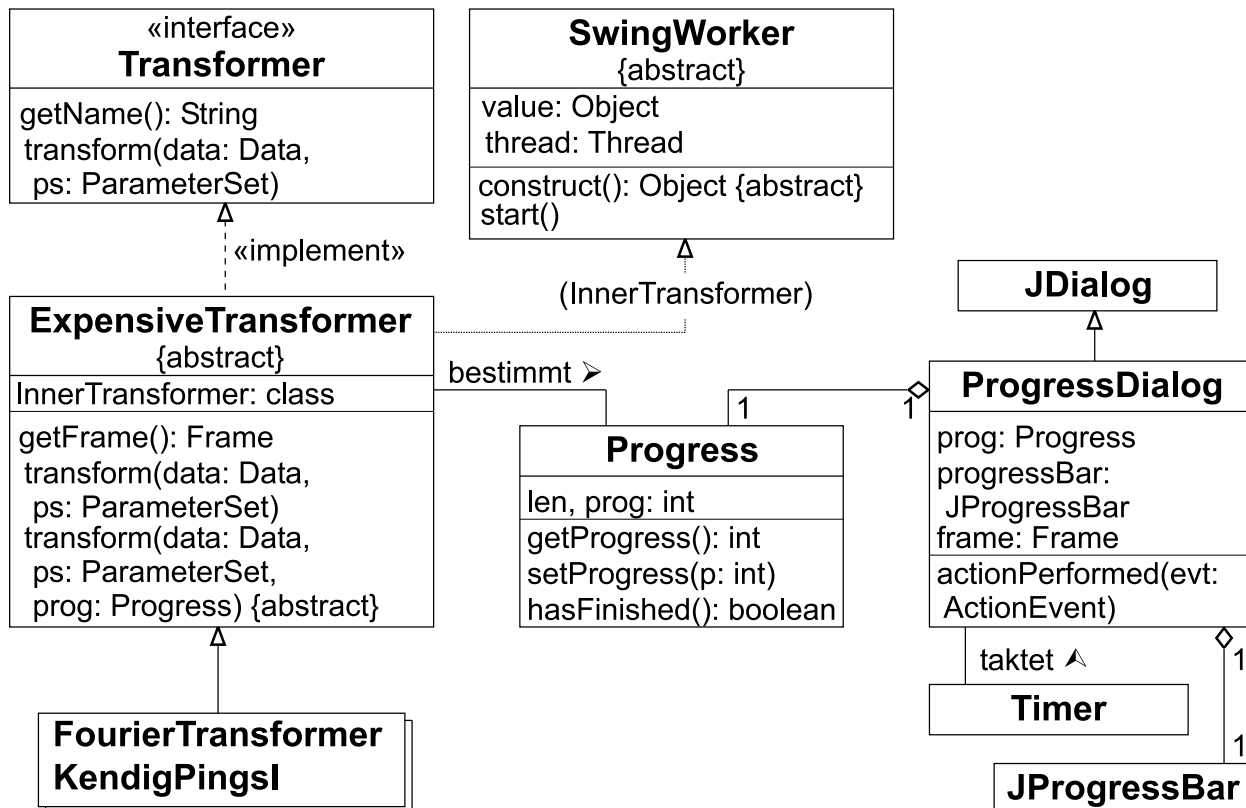 «interface»
Transformer
getName(): String
transform(data: Data,
ps: ParameterSet)
«implement»
SwingWorker
{abstract}
value: Object
thread: Thread
construct(): Object {abstract}
start()
(InnerTransformer)
ExpensiveTransformer
{abstract}
InnerTransformer: class
getFrame(): Frame
transform(data: Data,
ps: ParameterSet)
transform(data: Data,
ps: ParameterSet,
prog: Progress) {abstract}
bestimmt ➢
1
1
Progress
len, prog: int
getProgress(): int
setProgress(p: int)
hasFinished(): boolean
JDialog
ProgressDialog
prog: Progress
progressBar:
JProgressBar
frame: Frame
actionPerformed(evt:
ActionEvent)
taktet
1
Timer
1
JProgressBar
FourierTransformer
KendigPingsI